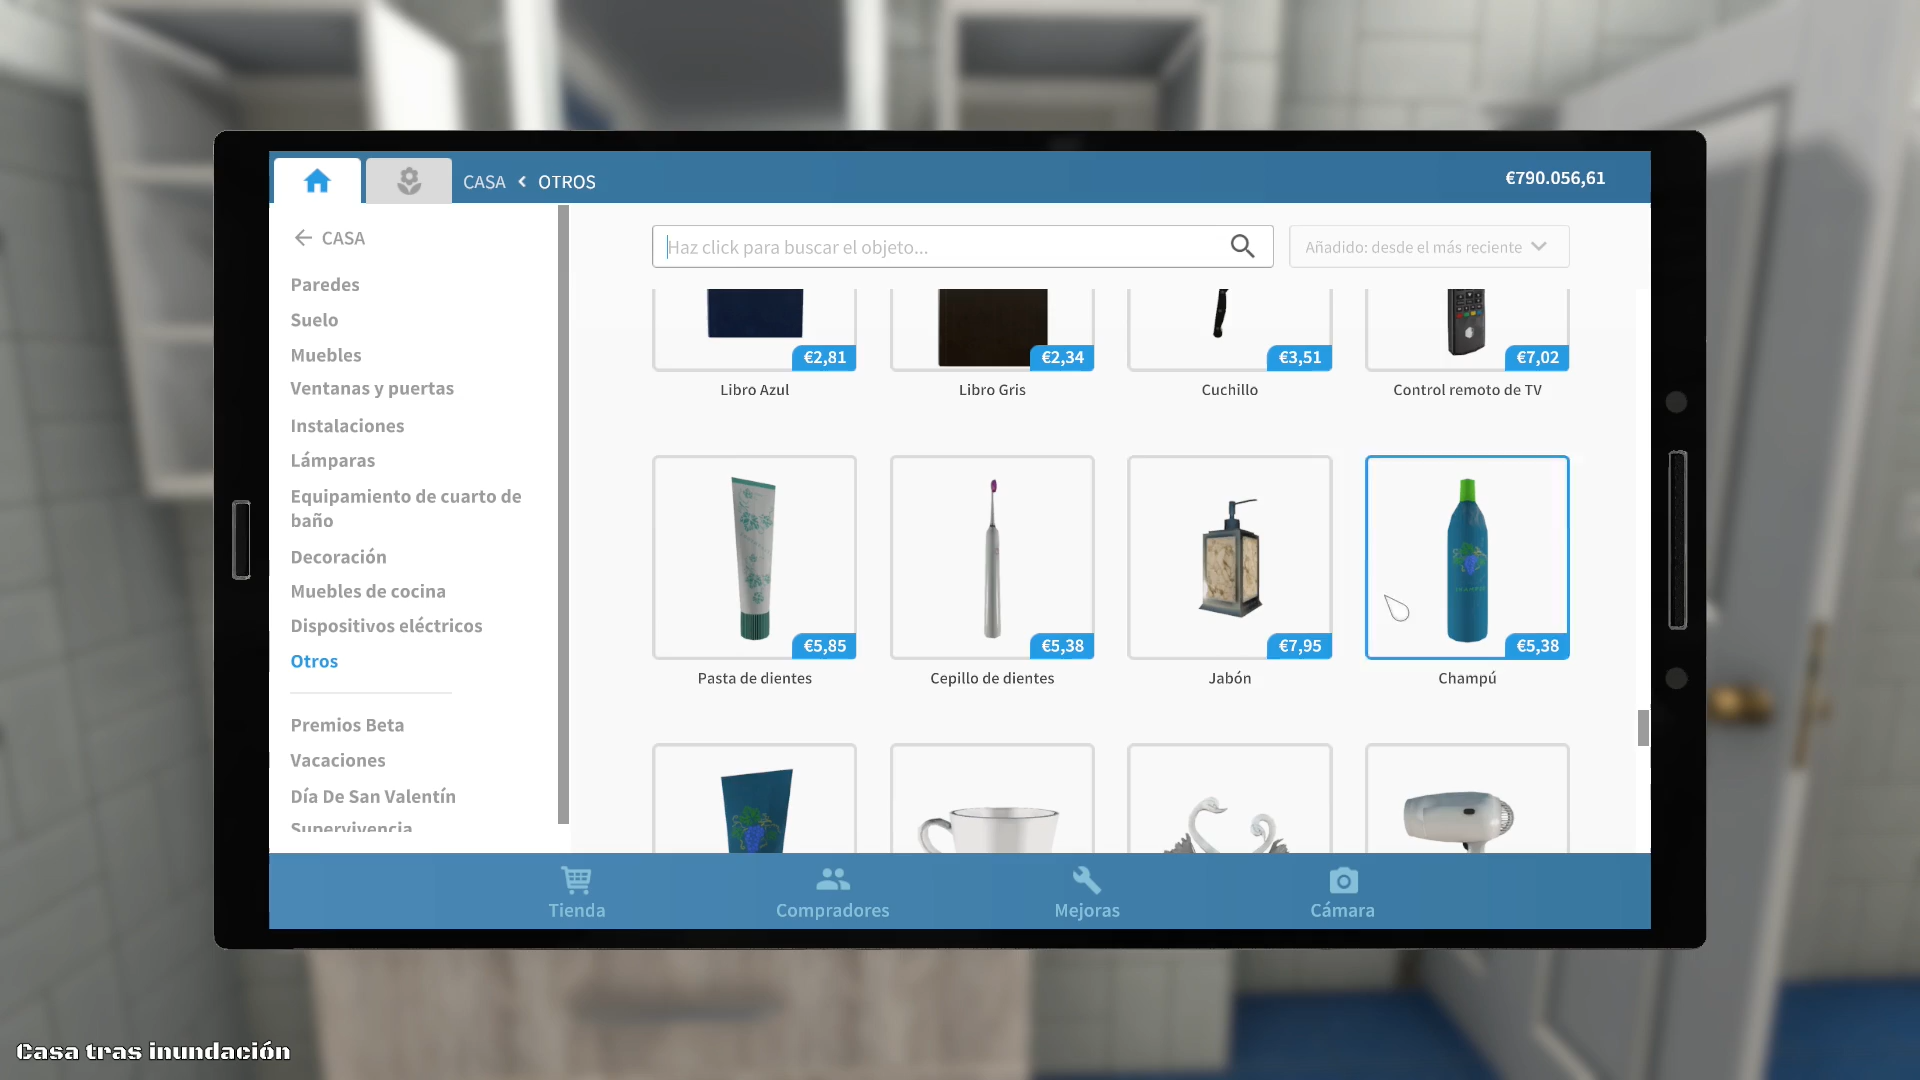 CASA < OTROS
€790.056,61
CASA
Haz click para buscar el objeto...
Añadido: desde el más reciente
Paredes
Suelo
Muebles
Ventanas y puertas
Instalaciones
Lámparas
Equipamiento de cuarto de
baño
Decoración
Muebles de cocina
Dispositivos eléctricos
Otros
Premios Beta
Vacaciones
Día De San Valentín
Supervivencia
€2,81
€2,34
€3,51
€7,02
Libro Azul
Libro Gris
Cuchillo
Control remoto de TV
€5,85
€5,38
€7,95
€5,38
Pasta de dientes
Cepillo de dientes
Jabón
Champú
Tienda
Compradores
Mejoras
Cámara
Casa tras inundación